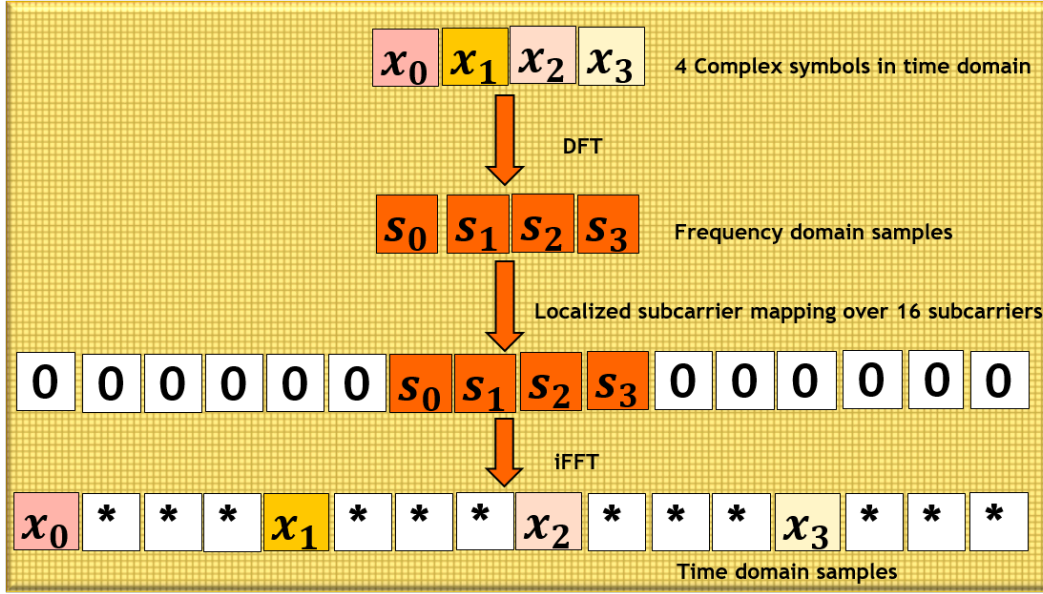 x₀ x₁ x₂ x₃ 4 Complex symbols in time domain
DFT
s₀ s₁ s₂ s₃ Frequency domain samples
Localized subcarrier mapping over 16 subcarriers
0 0 0 0 0 0 s₀ s₁ s₂ s₃ 0 0 0 0 0 0
iFFT
x₀ * * * x₁ * * * x₂ * * * x₃ * * *
Time domain samples